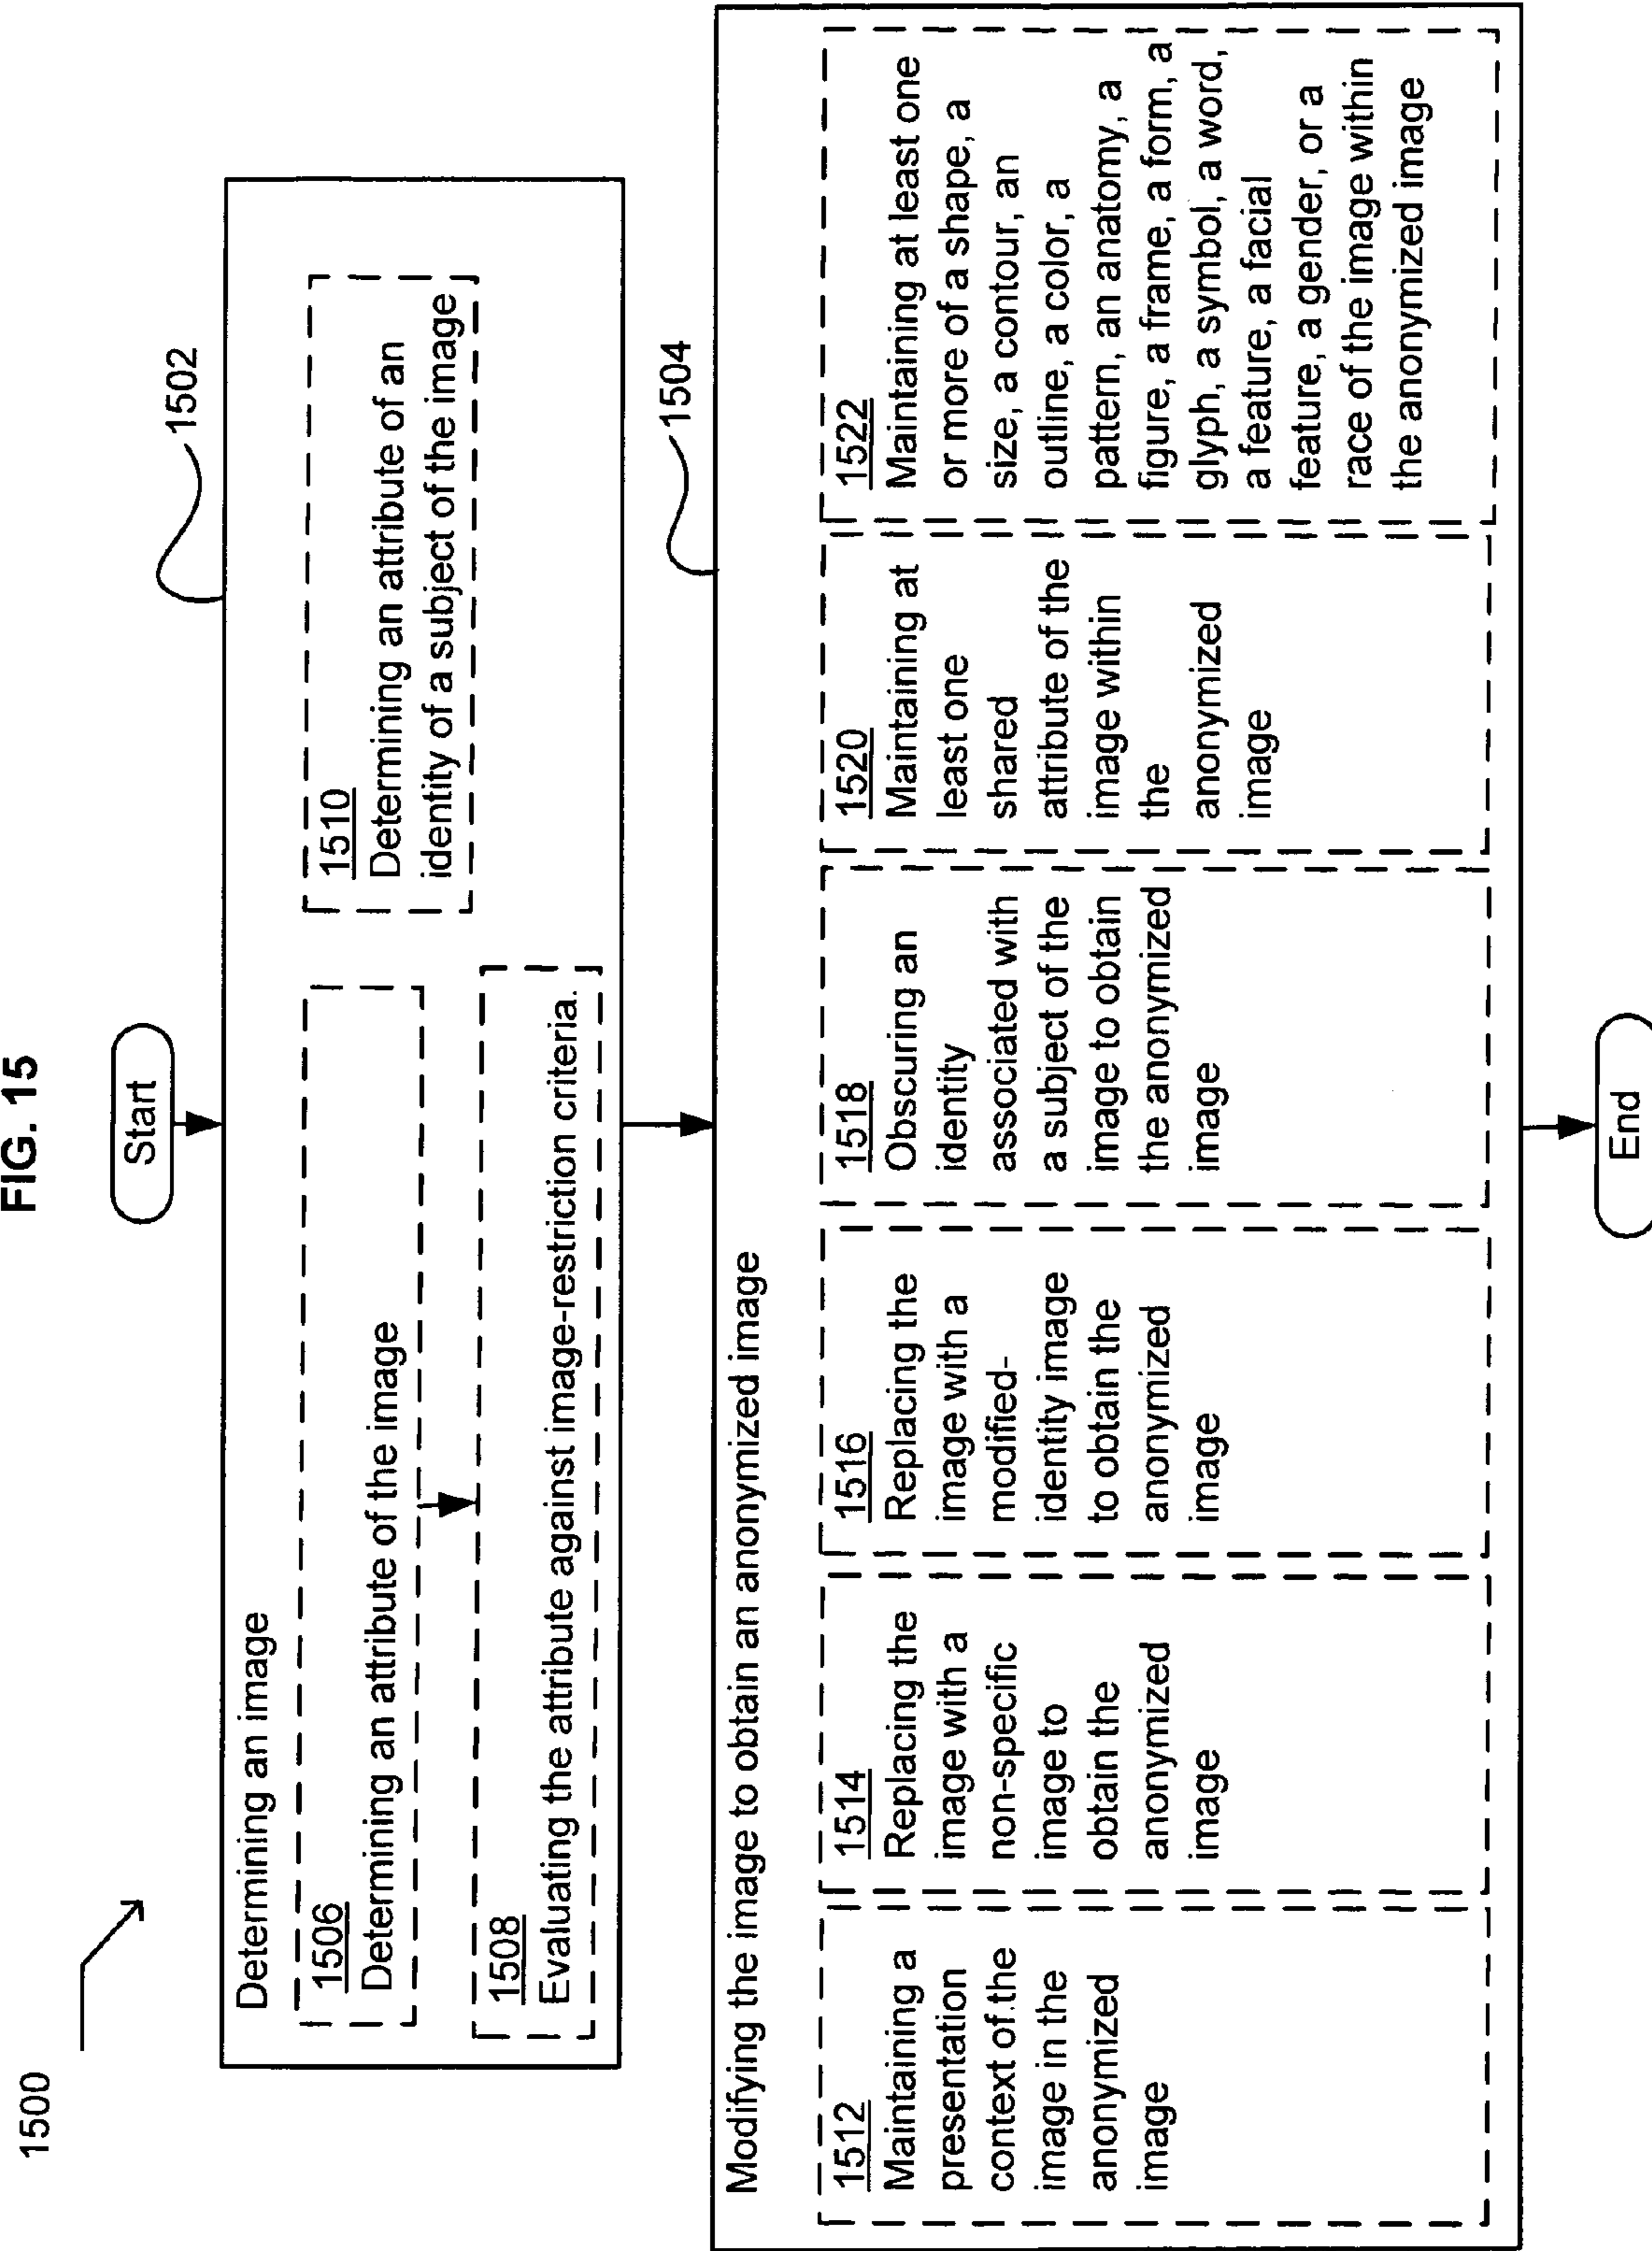 FIG. 15
1500
Start
1502
Determining an image
1506
Determining an attribute of the image
1508
Evaluating the attribute against image-restriction criteria.
1510
Determining an attribute of an
identity of a subject of the image
1504
Modifying the image to obtain an anonymized image
1512
Maintaining a
presentation
context of the
image in the
anonymized
image
1514
Replacing the
image with a
non-specific
image to
obtain the
anonymized
image
1516
Replacing the
image with a
modified-
identity image
to obtain the
anonymized
image
1518
Obscuring an
identity
associated with
a subject of the
image to obtain
the anonymized
image
1520
Maintaining at
least one
shared
attribute of the
image within
the
anonymized
image
1522
Maintaining at least one
or more of a shape, a
size, a contour, an
outline, a color, a
pattern, an anatomy, a
figure, a frame, a form, a
glyph, a symbol, a word,
a feature, a facial
feature, a gender, or a
race of the image within
the anonymized image
End